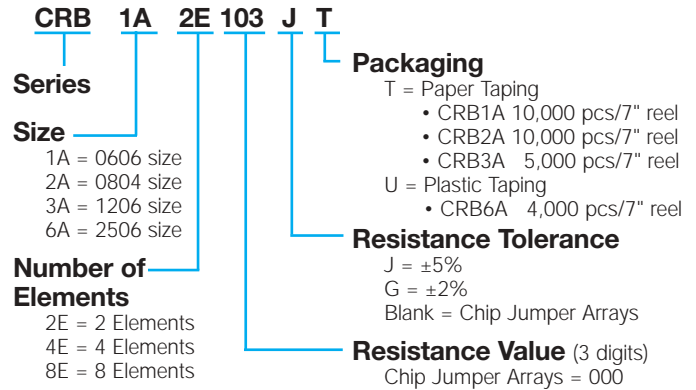 CRB 1A 2E 103 J T
Series
Size
1A = 0606 size
2A = 0804 size
3A = 1206 size
6A = 2506 size
Number of
Elements
2E = 2 Elements
4E = 4 Elements
8E = 8 Elements
Packaging
T = Paper Taping
• CRB1A 10,000 pcs/7" reel
• CRB2A 10,000 pcs/7" reel
• CRB3A 5,000 pcs/7" reel
U = Plastic Taping
• CRB6A 4,000 pcs/7" reel
Resistance Tolerance
J = ±5%
G = ±2%
Blank = Chip Jumper Arrays
Resistance Value (3 digits)
Chip Jumper Arrays = 000